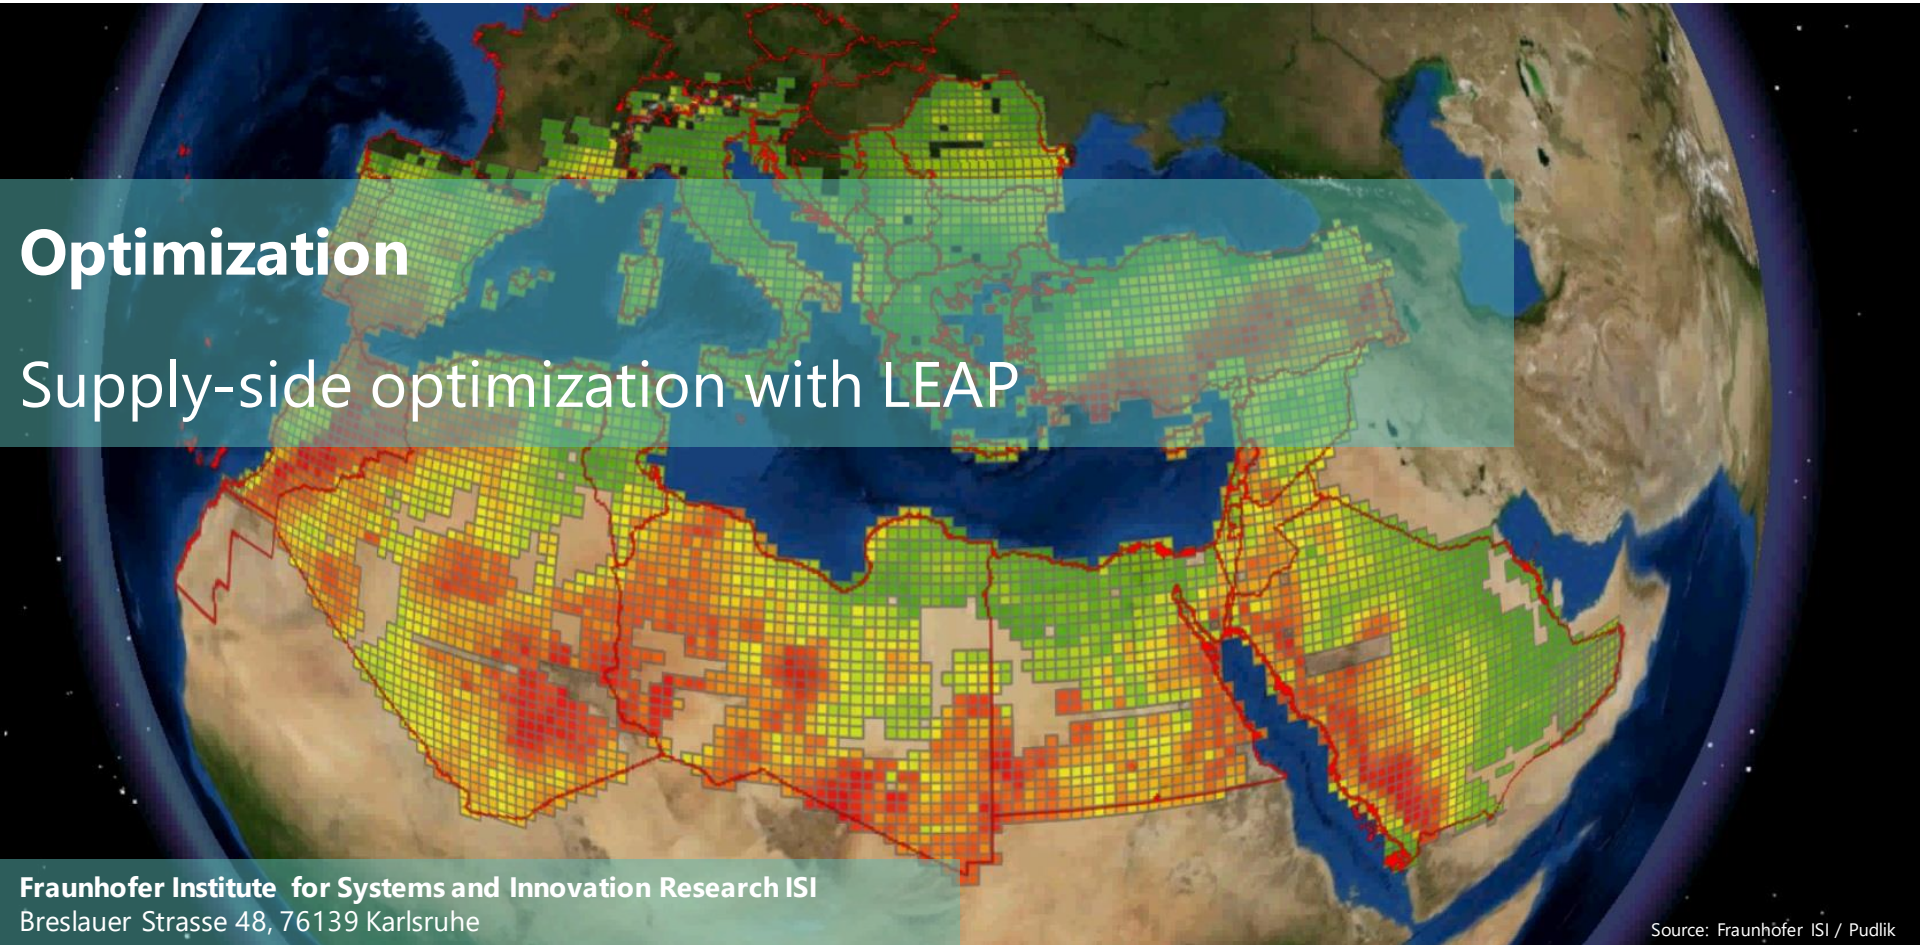 Optimization
Supply-side optimization with LEAP
Fraunhofer Institute for Systems and Innovation Research ISI
Breslauer Strasse 48, 76139 Karlsruhe
Source: Fraunhofer ISI / Pudlik